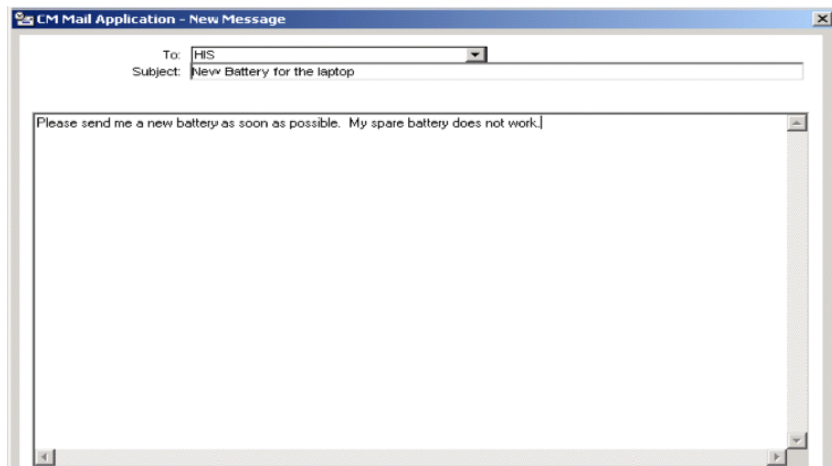 CM Mail Application - New Message
To: HIS
Subject: New Battery for the laptop
Please send me a new battery as soon as possible.  My spare battery does not work.